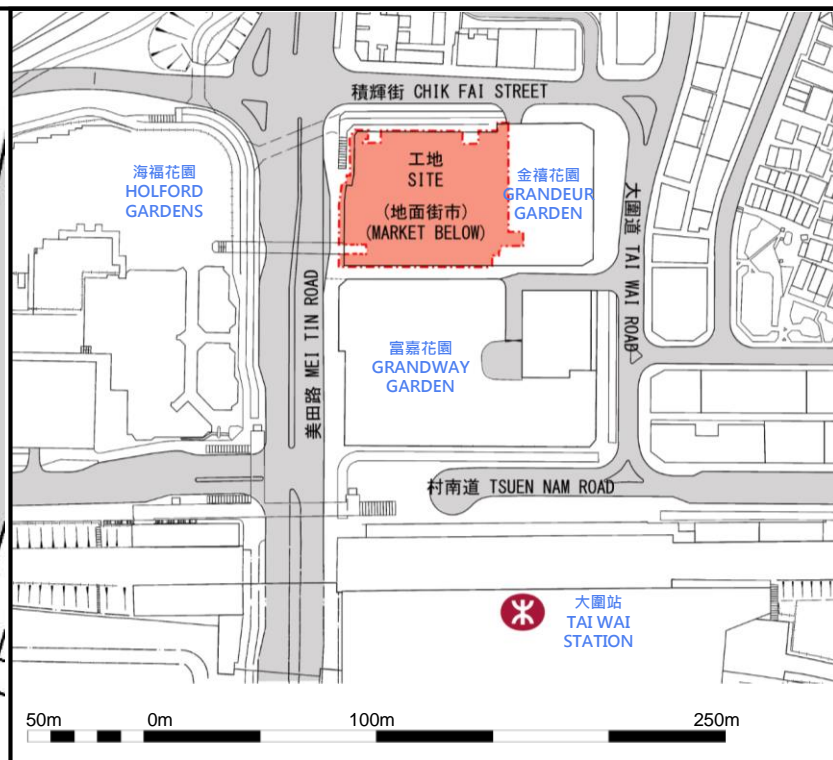 積輝街 CHIK FAI STREET
海福花園
HOLFORD
GARDENS
工地
SITE
(地面街市)
(MARKET BELOW)
金禧花園
GRANDEUR
GARDEN
大圍道 TAI WAI ROAD
美田路 MEI TIN ROAD
富嘉花園
GRANDWAY
GARDEN
村南道 TSUEN NAM ROAD
大圍站
TAI WAI
STATION
50m 0m 100m 250m